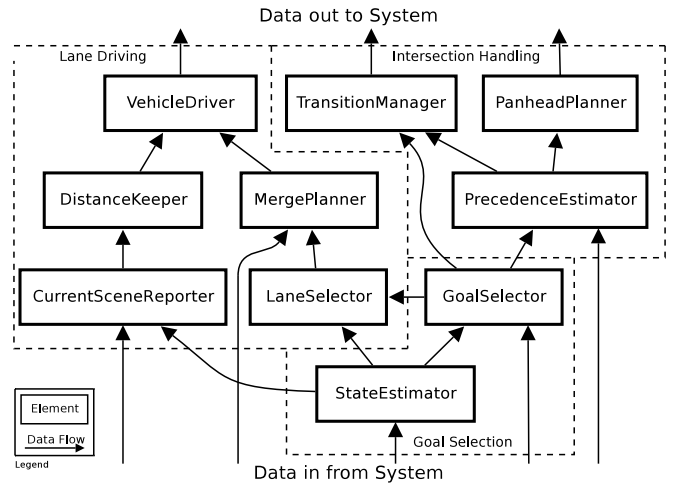 Data out to System
Lane Driving
Intersection Handling
VehicleDriver
TransitionManager
PanheadPlanner
DistanceKeeper
MergePlanner
PrecedenceEstimator
CurrentSceneReporter
LaneSelector
GoalSelector
StateEstimator
Element
Data Flow
Legend
Goal Selection
Data in from System